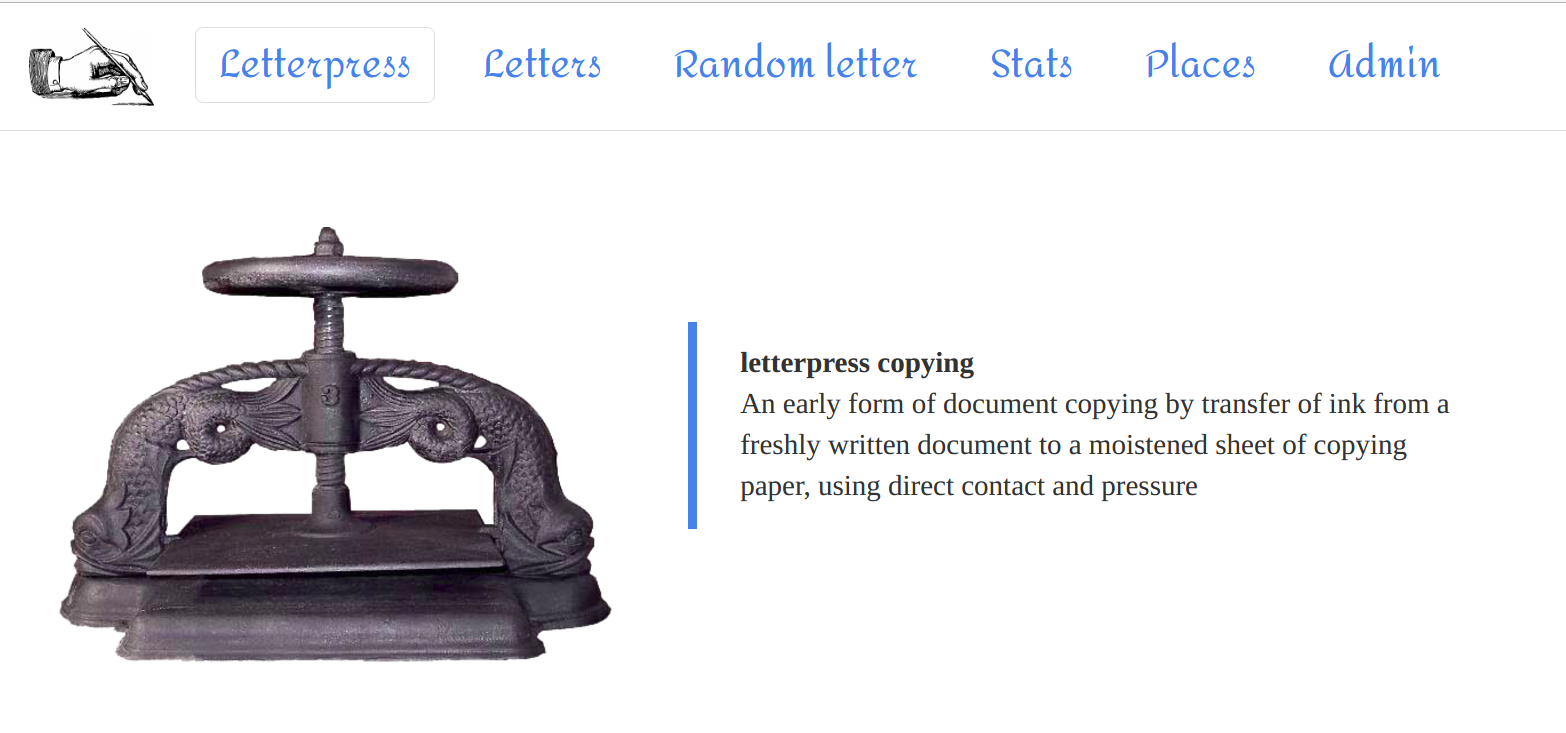 Letterpress Letters Random letter Stats Places Admin
3
letterpress copying
An early form of document copying by transfer of ink from a
freshly written document to a moistened sheet of copying
paper, using direct contact and pressure